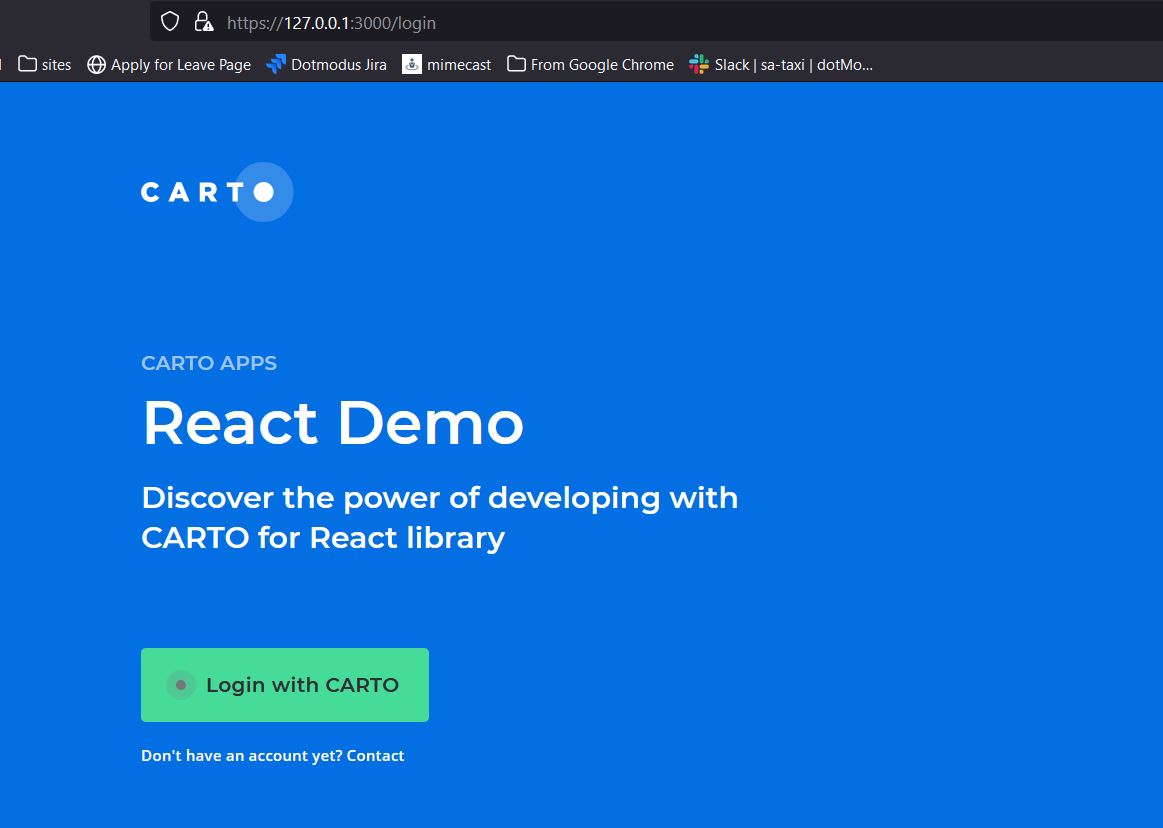 https://127.0.0.1:3000/login
sites Apply for Leave Page Dotmodus Jira mimecast From Google Chrome Slack | sa-taxi | dotMo...
CARTO
CARTO APPS
React Demo
Discover the power of developing with
CARTO for React library
Login with CARTO
Don't have an account yet? Contact